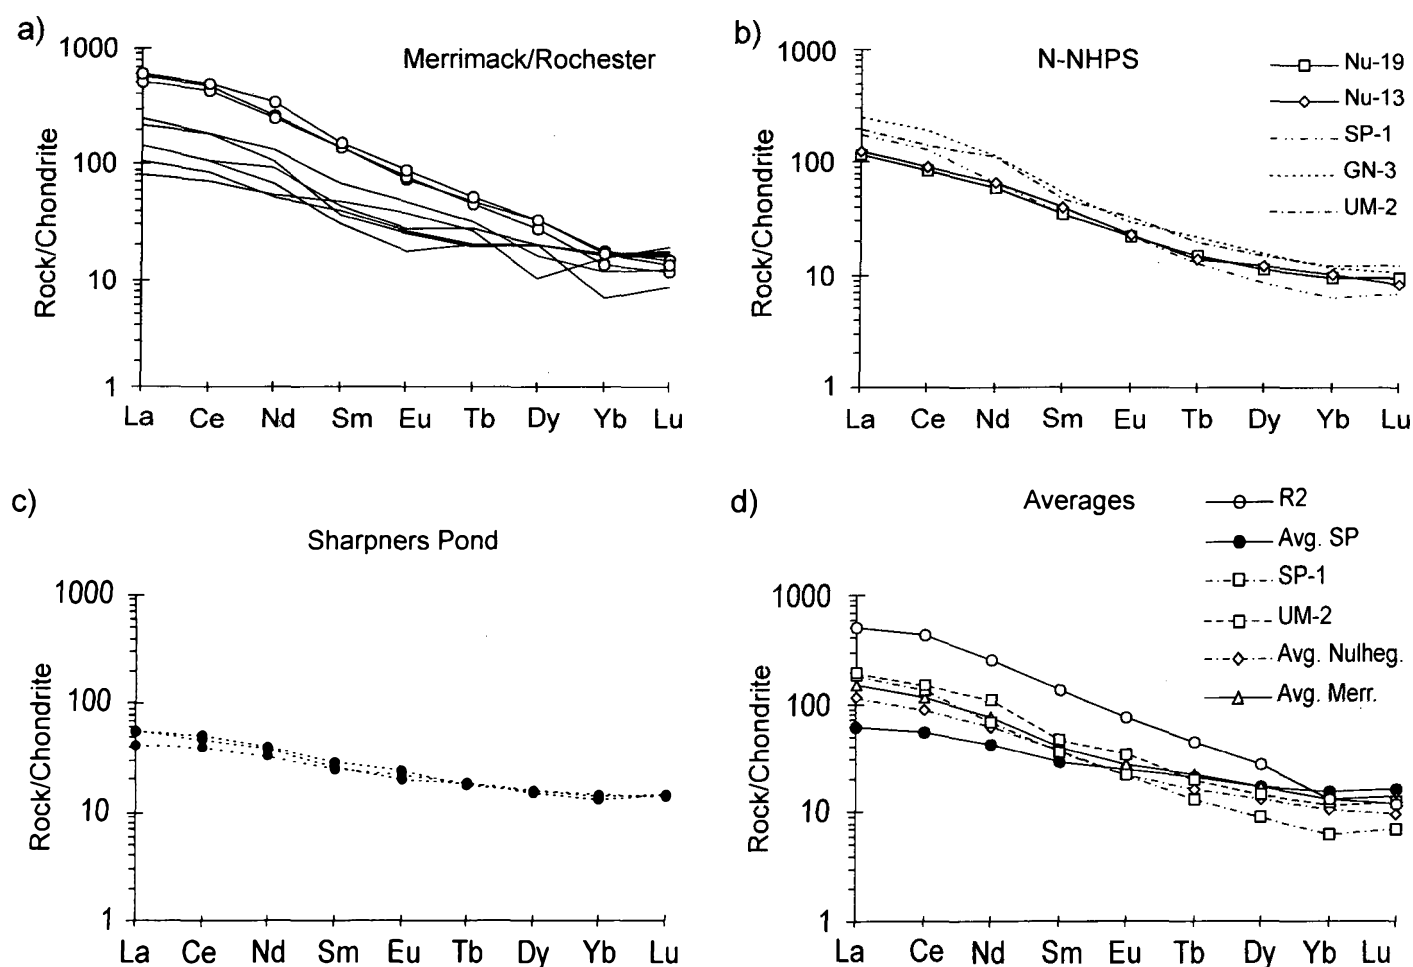 a)
Merrimack/Rochester
Rock/Chondrite
1000
100
10
1
La Ce Nd Sm Eu Tb Dy Yb Lu
b)
N-NHPS
Nu-19
Nu-13
SP-1
GN-3
UM-2
Rock/Chondrite
1000
100
10
1
La Ce Nd Sm Eu Tb Dy Yb Lu
c)
Sharpners Pond
Rock/Chondrite
1000
100
10
1
La Ce Nd Sm Eu Tb Dy Yb Lu
d)
Averages
R2
Avg. SP
SP-1
UM-2
Avg. Nulheg.
Avg. Merr.
Rock/Chondrite
1000
100
10
1
La Ce Nd Sm Eu Tb Dy Yb Lu